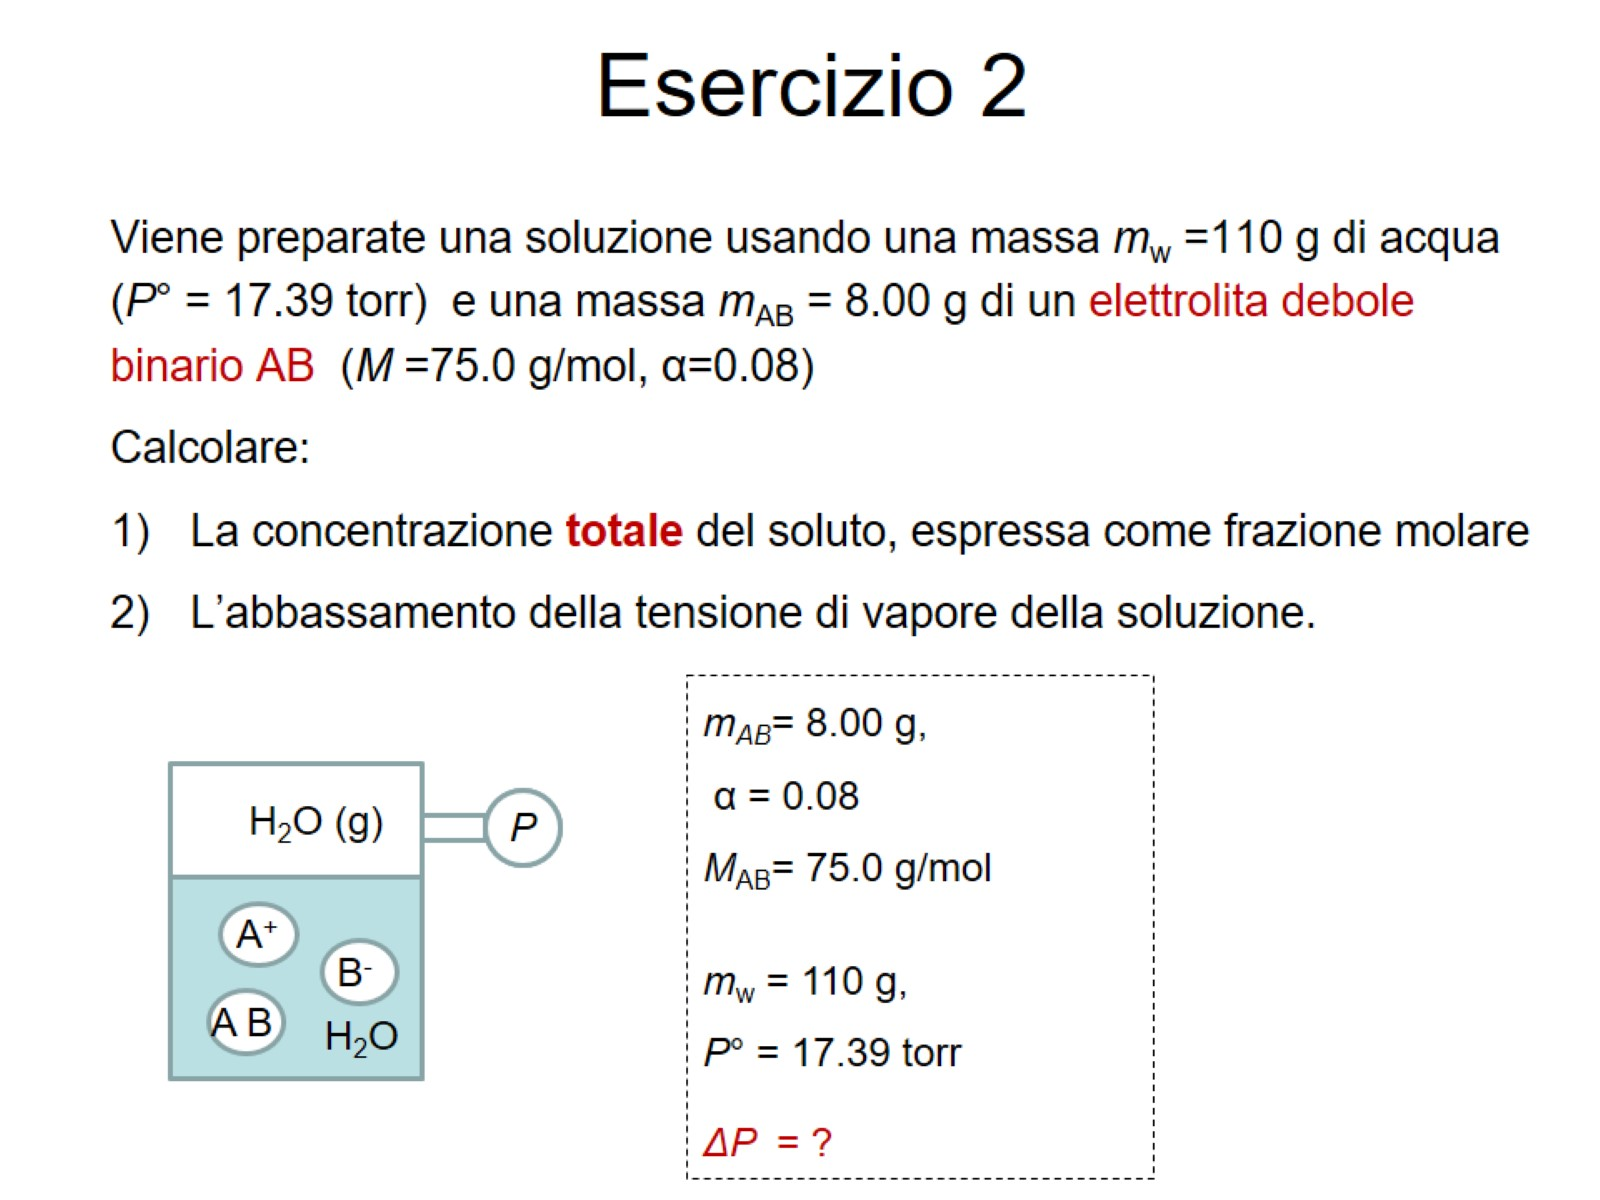 Esercizio 2
Viene preparate una soluzione usando una massa m_w =110 g di acqua
(P° = 17.39 torr)  e una massa m_AB = 8.00 g di un elettrolita debole
binario AB  (M =75.0 g/mol, α=0.08)
Calcolare:
1) La concentrazione totale del soluto, espressa come frazione molare
2) L’abbassamento della tensione di vapore della soluzione.
H₂O (g)
P
A⁺
B⁻
A B
H₂O
m_AB= 8.00 g,
α = 0.08
M_AB= 75.0 g/mol
m_w = 110 g,
P° = 17.39 torr
ΔP = ?